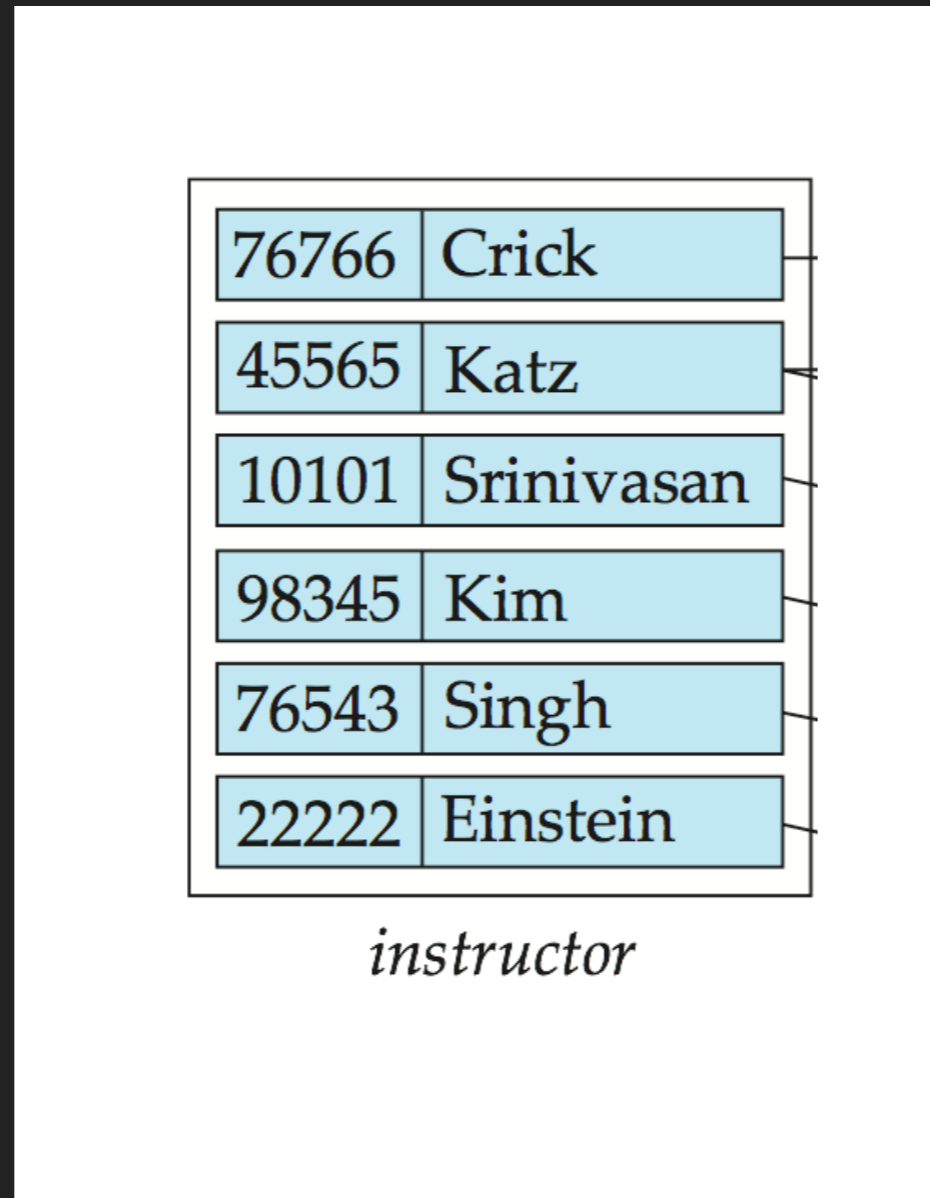 76766 Crick
45565 Katz
10101 Srinivasan
98345 Kim
76543 Singh
22222 Einstein
instructor